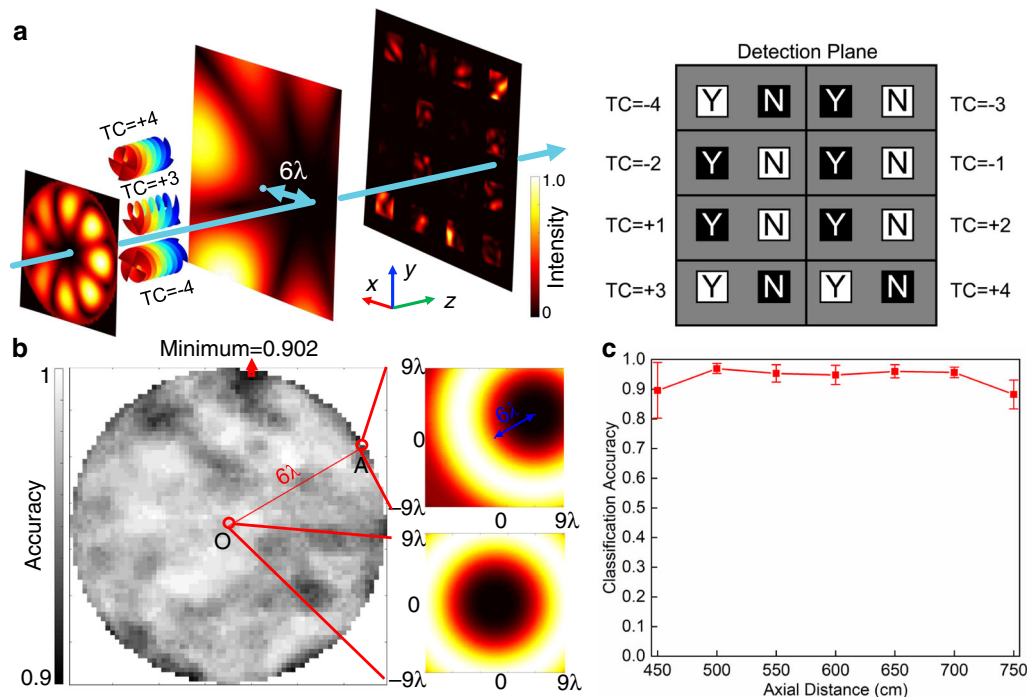 a
TC=+4
TC=+3
TC=-4
6λ
x
y
z
1.0
Intensity
0
Detection Plane
TC=-4 Y N Y N TC=-3
TC=-2 Y N Y N TC=-1
TC=+1 Y N Y N TC=+2
TC=+3 Y N Y N TC=+4
b
Minimum=0.902
1
Accuracy
0.9
6λ
A
O
9λ
0
−9λ
6λ
0 9λ
9λ
0
−9λ
0 9λ
c
Classification Accuracy
1.0
0.9
0.8
0.7
0.6
0.5
0.4
0.3
0.2
0.1
0.0
450 500 550 600 650 700 750
Axial Distance (cm)